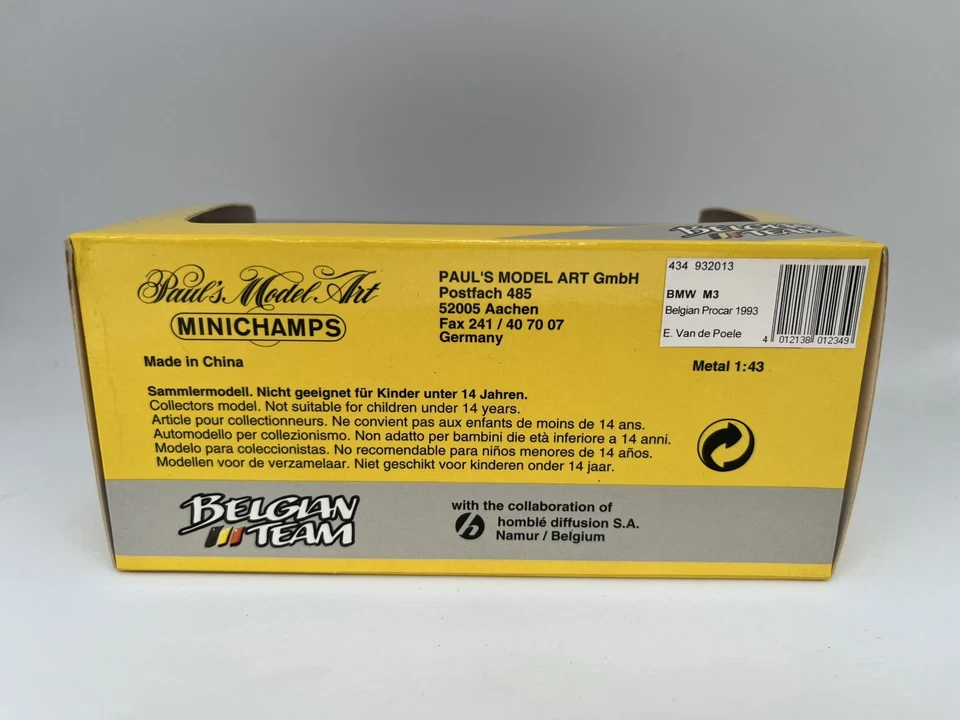 BELGIAN
TEAM
Paul's Model Art
MINICHAMPS
PAUL'S MODEL ART GmbH
Postfach 485
52005 Aachen
Fax 241 / 40 70 07
Germany
434 932013
BMW M3
Belgian Procar 1993
E. Van de Poele
4 012138 012349
Made in China
Metal 1:43
Sammlermodell. Nicht geeignet für Kinder unter 14 Jahren.
Collectors model. Not suitable for children under 14 years.
Article pour collectionneurs. Ne convient pas aux enfants de moins de 14 ans.
Automodello per collezionismo. Non adatto per bambini die età inferiore a 14 anni.
Modelo para coleccionistas. No recomendable para niños menores de 14 años.
Modellen voor de verzamelaar. Niet geschikt voor kinderen onder 14 jaar.
BELGIAN
TEAM
with the collaboration of
h homblé diffusion S.A.
Namur / Belgium